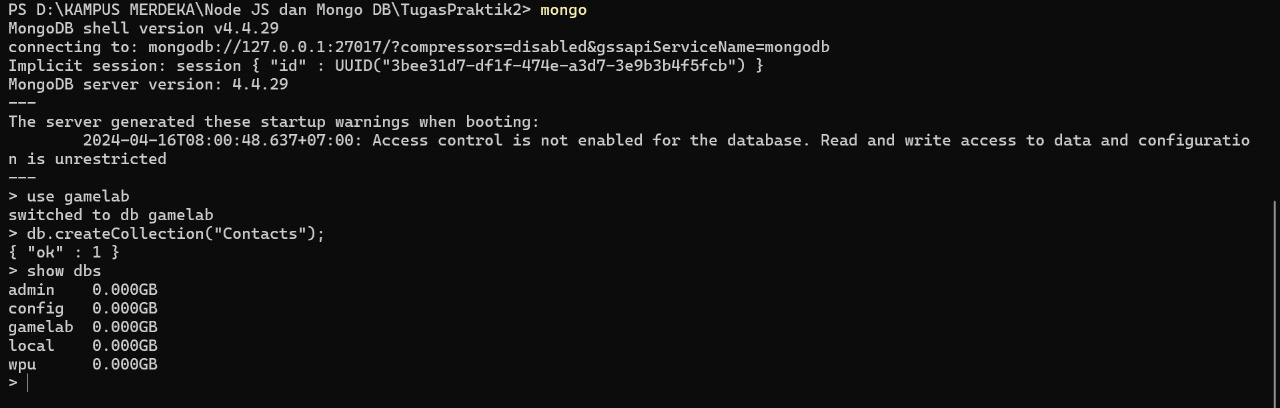 PS D:\KAMPUS MERDEKA\Node JS dan Mongo DB\TugasPraktik2> mongo
MongoDB shell version v4.4.29
connecting to: mongodb://127.0.0.1:27017/?compressors=disabled&gssapiServiceName=mongodb
Implicit session: session { "id" : UUID("3bee31d7-df1f-474e-a3d7-3e9b3b4f5fcb") }
MongoDB server version: 4.4.29
---
The server generated these startup warnings when booting:
        2024-04-16T08:00:48.637+07:00: Access control is not enabled for the database. Read and write access to data and configuratio
n is unrestricted
---
> use gamelab
switched to db gamelab
> db.createCollection("Contacts");
{ "ok" : 1 }
> show dbs
admin    0.000GB
config   0.000GB
gamelab  0.000GB
local    0.000GB
wpu      0.000GB
>